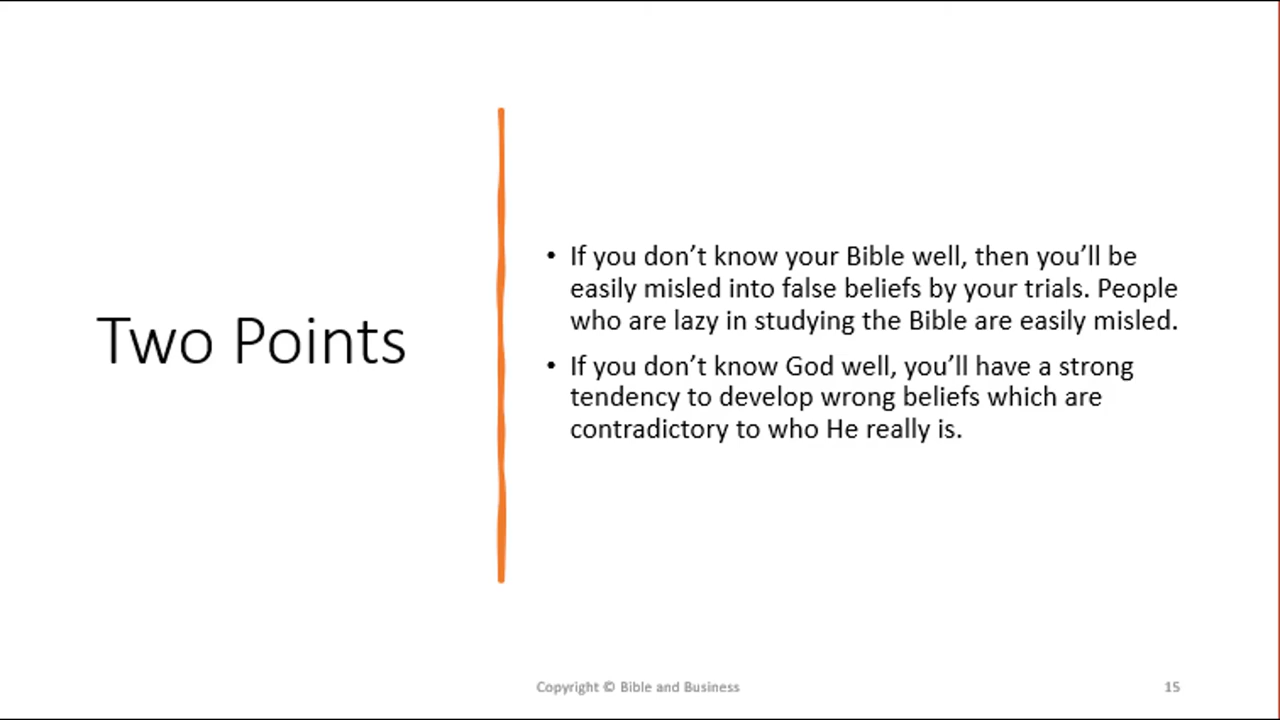 Two Points
• If you don’t know your Bible well, then you’ll be
easily misled into false beliefs by your trials. People
who are lazy in studying the Bible are easily misled.
• If you don’t know God well, you’ll have a strong
tendency to develop wrong beliefs which are
contradictory to who He really is.
Copyright © Bible and Business
15